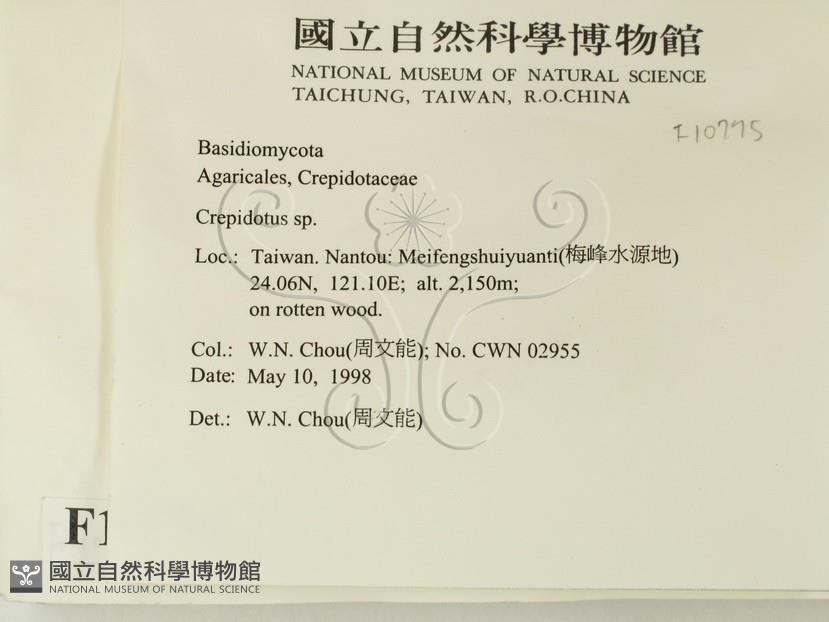 國立自然科學博物館
NATIONAL MUSEUM OF NATURAL SCIENCE
TAICHUNG, TAIWAN, R.O.CHINA
F10775
Basidiomycota
Agaricales, Crepidotaceae
Crepidotus sp.
Loc.: Taiwan. Nantou: Meifengshuiyuanti(梅峰水源地)
24.06N, 121.10E; alt. 2,150m;
on rotten wood.
Col.: W.N. Chou(周文能); No. CWN 02955
Date: May 10, 1998
Det.: W.N. Chou(周文能)
F1
國立自然科學博物館
NATIONAL MUSEUM OF NATURAL SCIENCE